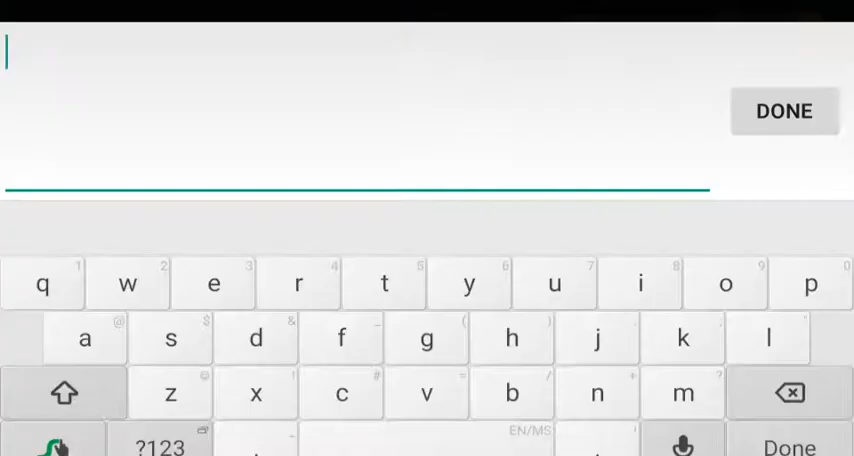 DONE
1 2 3 4 5 6 7 8 9 0
q w e r t y u i o p
@ $ & _ ( ) ' "
a s d f g h j k l
! # = / + ?
z x c v b n m
EN/MS
?123 , . Done